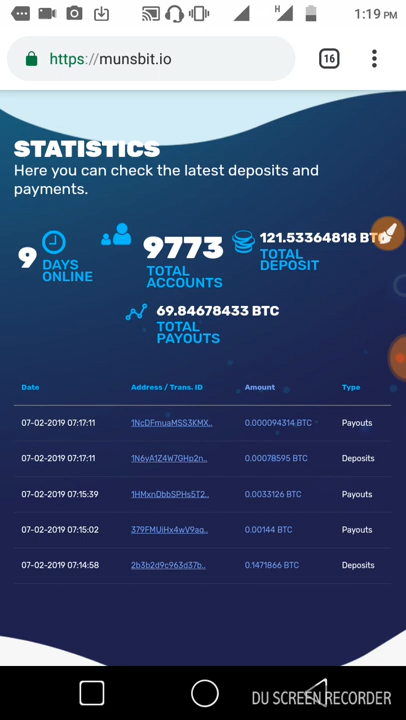 H
1:19 PM
https://munsbit.io
16
STATISTICS
Here you can check the latest deposits and
payments.
9 DAYS
ONLINE
9773
TOTAL
ACCOUNTS
121.53364818 BTC
TOTAL
DEPOSIT
69.84678433 BTC
TOTAL
PAYOUTS
Date Address / Trans. ID Amount Type
07-02-2019 07:17:11 1NcDFmuaMSS3KMX.. 0.000094314 BTC Payouts
07-02-2019 07:17:11 1N6yA1Z4W7GHp2n.. 0.00078595 BTC Deposits
07-02-2019 07:15:39 1HMxnDbbSPHs5T2.. 0.0033126 BTC Payouts
07-02-2019 07:15:02 379FMUiHx4wV9aq.. 0.00144 BTC Payouts
07-02-2019 07:14:58 2b3b2d9c963d37b.. 0.1471866 BTC Deposits
DU SCREEN RECORDER